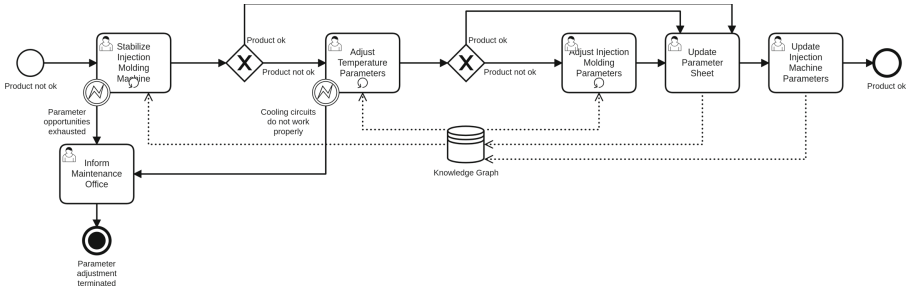 Product not ok
Stabilize
Injection
Molding
Machine
Product ok
Product not ok
Adjust
Temperature
Parameters
Product ok
Product not ok
Adjust Injection
Molding
Parameters
Update
Parameter
Sheet
Update
Injection
Machine
Parameters
Product ok
Parameter
opportunities
exhausted
Cooling circuits
do not work
properly
Inform
Maintenance
Office
Knowledge Graph
Parameter
adjustment
terminated